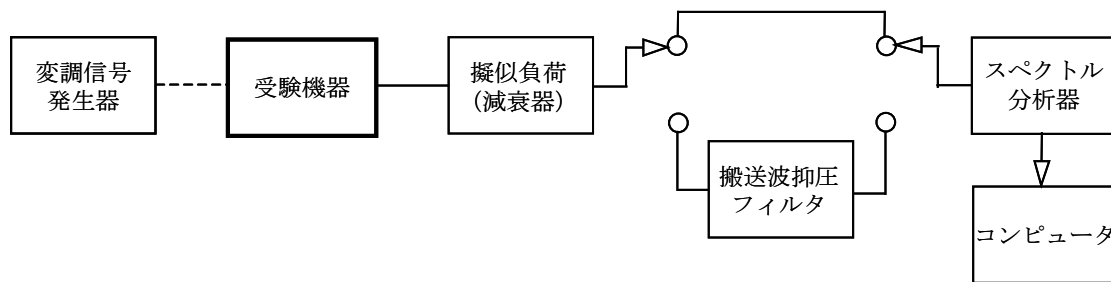 変調信号
発生器
受験機器
擬似負荷
(減衰器)
搬送波抑圧
フィルタ
スペクトル
分析器
コンピュータ